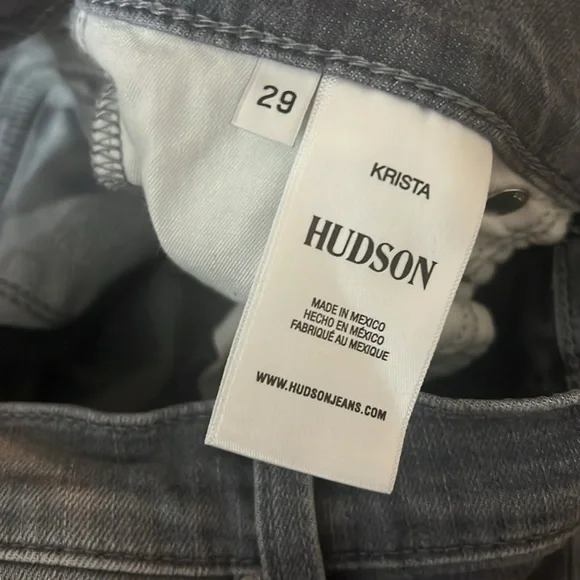 29
KRISTA
HUDSON
MADE IN MEXICO
HECHO EN MÉXICO
FABRIQUÉ AU MEXIQUE
WWW.HUDSONJEANS.COM